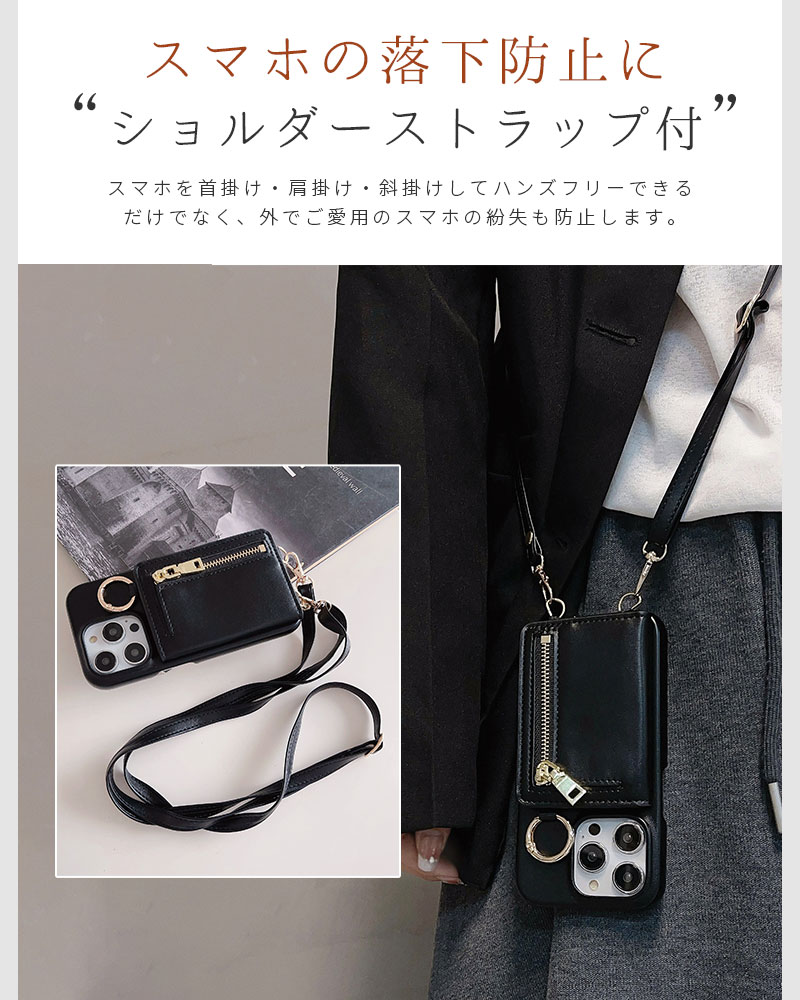 スマホの落下防止に
“ショルダーストラップ付”
スマホを首掛け・肩掛け・斜掛けしてハンズフリーできる
だけでなく、外でご愛用のスマホの紛失も防止します。
medieval wall